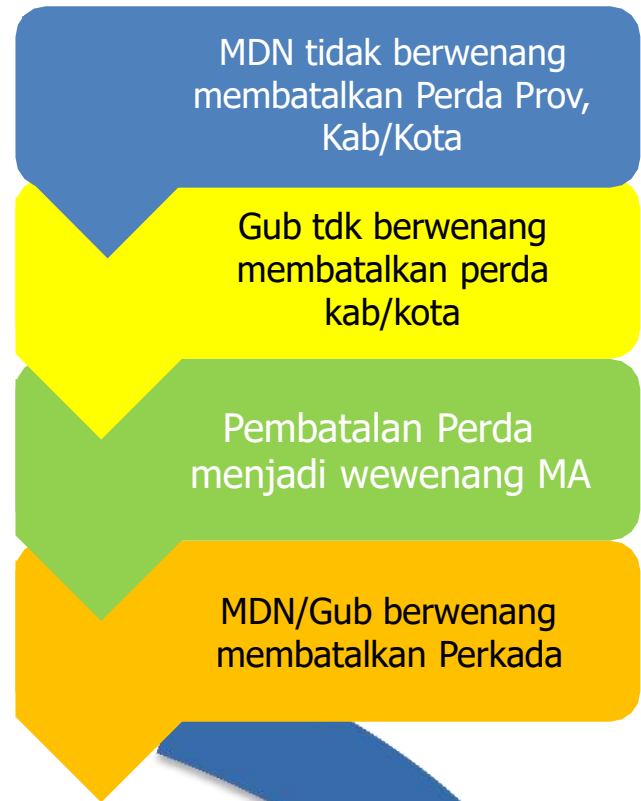 MDN tidak berwenang
membatalkan Perda Prov,
Kab/Kota
Gub tdk berwenang
membatalkan perda
kab/kota
Pembatalan Perda
menjadi wewenang MA
MDN/Gub berwenang
membatalkan Perkada